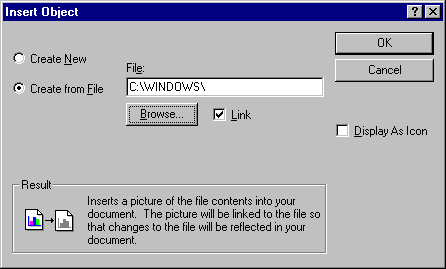 Insert Object
Create New
Create from File
File:
C:\WINDOWS\
Browse...
Link
OK
Cancel
Display As Icon
Result
Inserts a picture of the file contents into your
document. The picture will be linked to the file so
that changes to the file will be reflected in your
document.